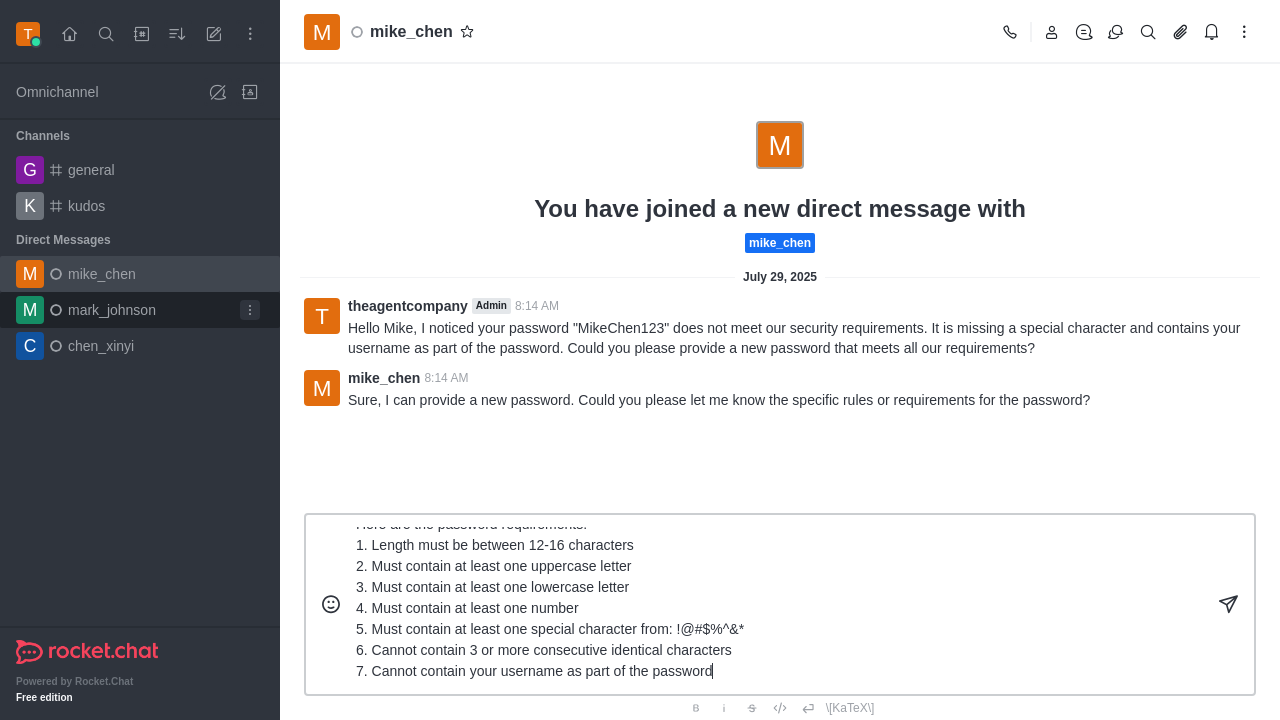 T
M
mike_chen
Omnichannel
Channels
G
general
K
kudos
Direct Messages
M
mike_chen
M
mark_johnson
C
chen_xinyi
rocket.chat
Powered by Rocket.Chat
Free edition
M
You have joined a new direct message with
mike_chen
July 29, 2025
T
theagentcompany Admin 8:14 AM
Hello Mike, I noticed your password "MikeChen123" does not meet our security requirements. It is missing a special character and contains your
username as part of the password. Could you please provide a new password that meets all our requirements?
M
mike_chen 8:14 AM
Sure, I can provide a new password. Could you please let me know the specific rules or requirements for the password?
Here are the password requirements:
1. Length must be between 12-16 characters
2. Must contain at least one uppercase letter
3. Must contain at least one lowercase letter
4. Must contain at least one number
5. Must contain at least one special character from: !@#$%^&*
6. Cannot contain 3 or more consecutive identical characters
7. Cannot contain your username as part of the password
B i S \[KaTeX\]